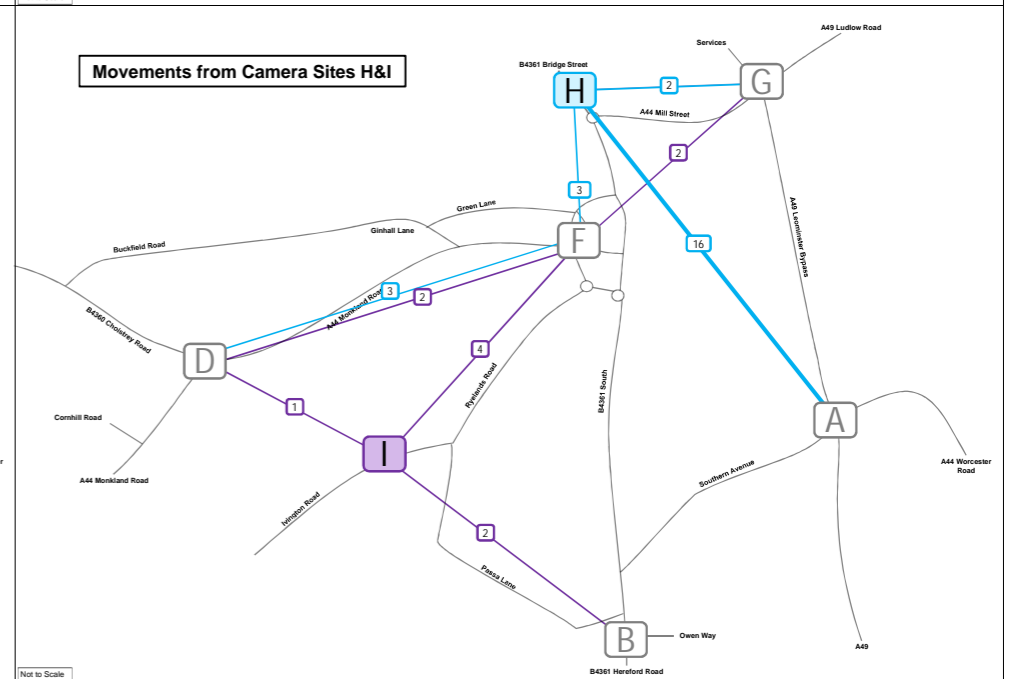 A49 Ludlow Road
Services
Movements from Camera Sites H&I
B4361 Bridge Street
H
2
G
A44 Mill Street
2
3
Green Lane
A49 Leominster Bypass
Ginhall Lane
F
16
Buckfield Road
3
2
A44 Monkland Road
B4360 Cholstrey Road
4
D
Ryelands Road
B4361 South
1
A
Cornhill Road
I
A44 Worcester
Road
r
A44 Monkland Road
Southern Avenue
Ivington Road
2
Passa Lane
B
Owen Way
A49
B4361 Hereford Road
Not to Scale